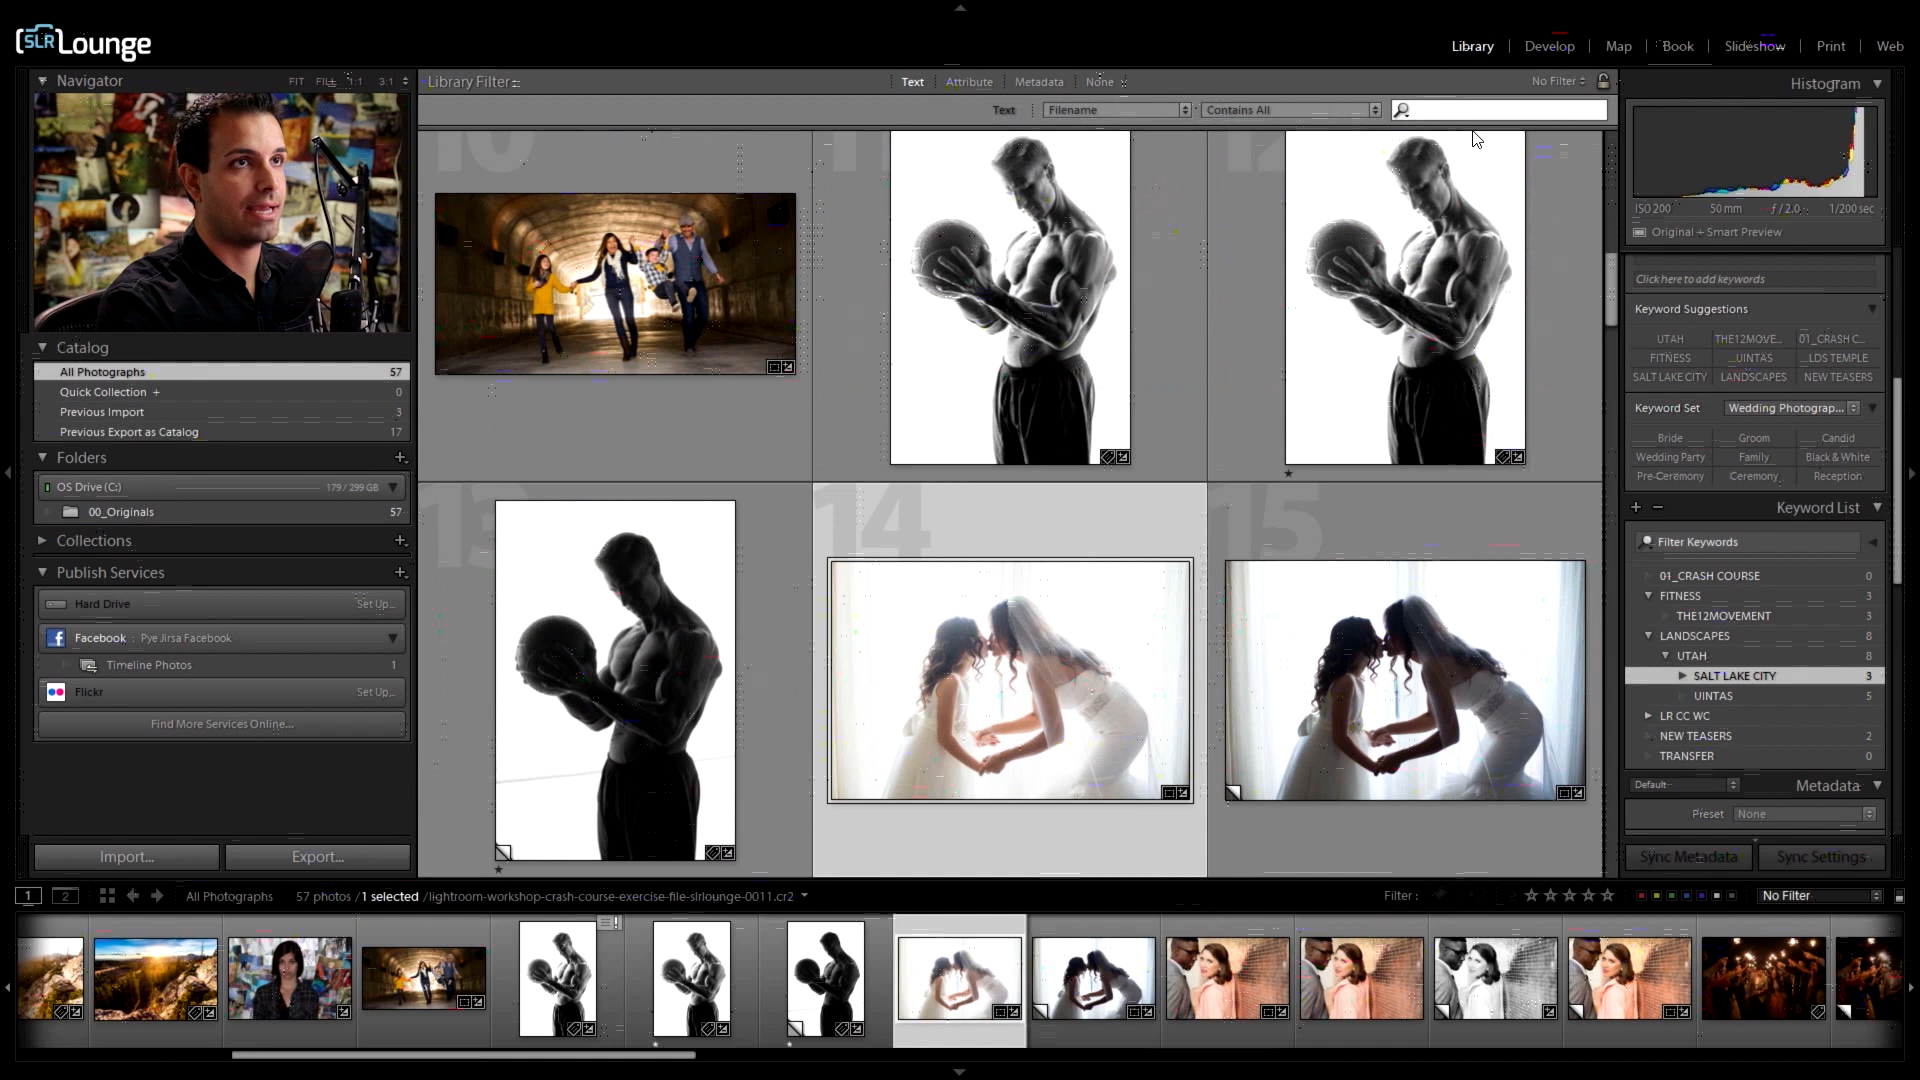 [SLR Lounge
Library | Develop | Map | Book | Slideshow | Print | Web
Navigator FIT FILL 1:1 3:1
Library Filter: Text Attribute Metadata None No Filter
Text Filename Contains All
Histogram
ISO 200 50 mm ƒ / 2.0 1/200 sec
Original + Smart Preview
Click here to add keywords
Keyword Suggestions
UTAH THE12MOVE... 01_CRASH C...
FITNESS UINTAS LDS TEMPLE
SALT LAKE CITY LANDSCAPES NEW TEASERS
Keyword Set Wedding Photograp...
Bride Groom Candid
Wedding Party Family Black & White
Pre-Ceremony Ceremony Reception
Keyword List
Filter Keywords
01_CRASH COURSE 0
FITNESS 3
THE12MOVEMENT 3
LANDSCAPES 8
UTAH 8
SALT LAKE CITY 3
UINTAS 5
LR CC WC
NEW TEASERS 2
TRANSFER 0
Default Metadata
Preset None
Sync Metadata Sync Settings
Catalog
All Photographs 57
Quick Collection + 0
Previous Import 3
Previous Export as Catalog 17
Folders
OS Drive (C:) 179 / 299 GB
00_Originals 57
Collections
Publish Services
Hard Drive Set Up...
Facebook : Pye Jirsa Facebook
Timeline Photos 1
Flickr Set Up...
Find More Services Online...
Import... Export...
10 11 12
13 14 15
1 2 All Photographs 57 photos / 1 selected / lightroom-workshop-crash-course-exercise-file-slrlounge-0011.cr2 Filter : No Filter